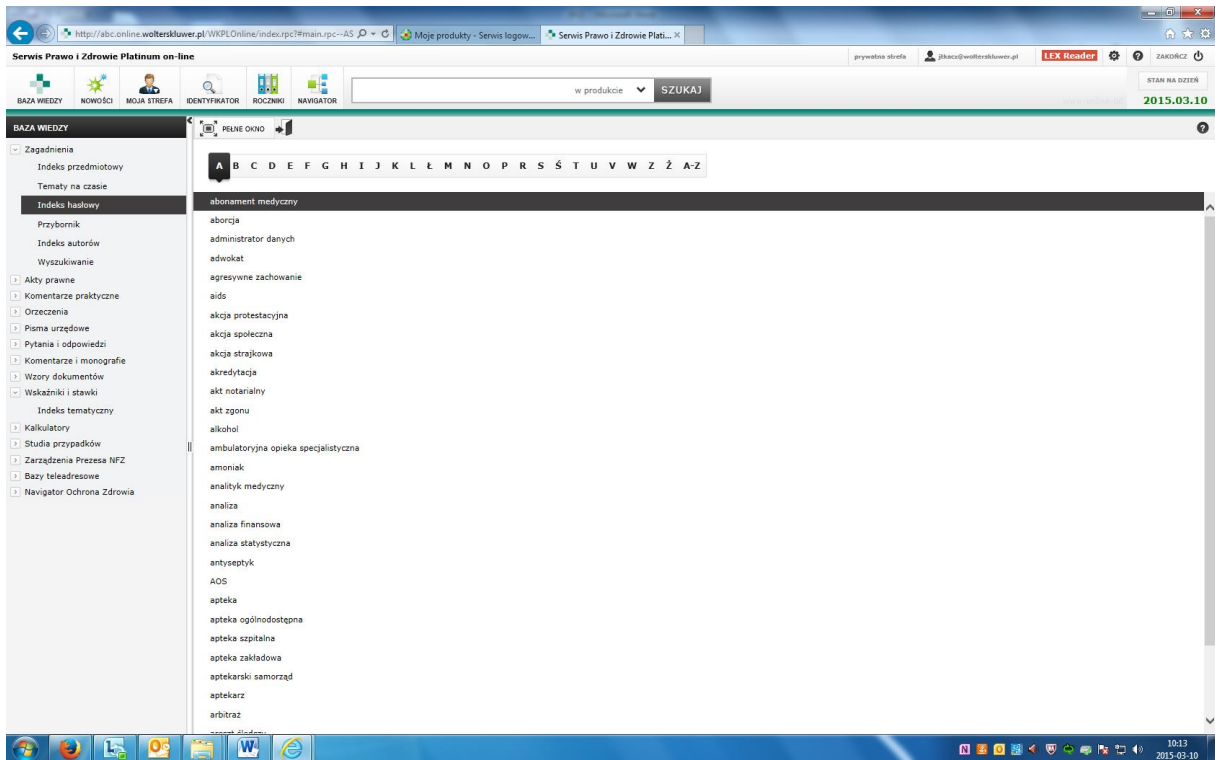 http://abc.online.wolterskluwer.pl/WKPLOnline/index.rpc?#main.rpc--AS
Moje produkty - Serwis logow...
Serwis Prawo i Zdrowie Plati...
Serwis Prawo i Zdrowie Platinum on-line
prywatna strefa
jtkacz@wolterskluwer.pl
LEX Reader
ZAKOŃCZ
BAZA WIEDZY
NOWOŚCI
MOJA STREFA
IDENTYFIKATOR
ROCZNIKI
NAVIGATOR
w produkcie
SZUKAJ
STAN NA DZIEŃ
2015.03.10
BAZA WIEDZY
PEŁNE OKNO
Zagadnienia
Indeks przedmiotowy
Tematy na czasie
Indeks hasłowy
Przybornik
Indeks autorów
Wyszukiwanie
Akty prawne
Komentarze praktyczne
Orzeczenia
Pisma urzędowe
Pytania i odpowiedzi
Komentarze i monografie
Wzory dokumentów
Wskaźniki i stawki
Indeks tematyczny
Kalkulatory
Studia przypadków
Zarządzenia Prezesa NFZ
Bazy teleadresowe
Navigator Ochrona Zdrowia
A B C D E F G H I J K L Ł M N O P R S Ś T U V W Z Ż A-Z
abonament medyczny
aborcja
administrator danych
adwokat
agresywne zachowanie
aids
akcja protestacyjna
akcja społeczna
akcja strajkowa
akredytacja
akt notarialny
akt zgonu
alkohol
ambulatoryjna opieka specjalistyczna
amoniak
analityk medyczny
analiza
analiza finansowa
analiza statystyczna
antyseptyk
AOS
apteka
apteka ogólnodostępna
apteka szpitalna
apteka zakładowa
aptekarski samorząd
aptekarz
arbitraż
10:13
2015-03-10